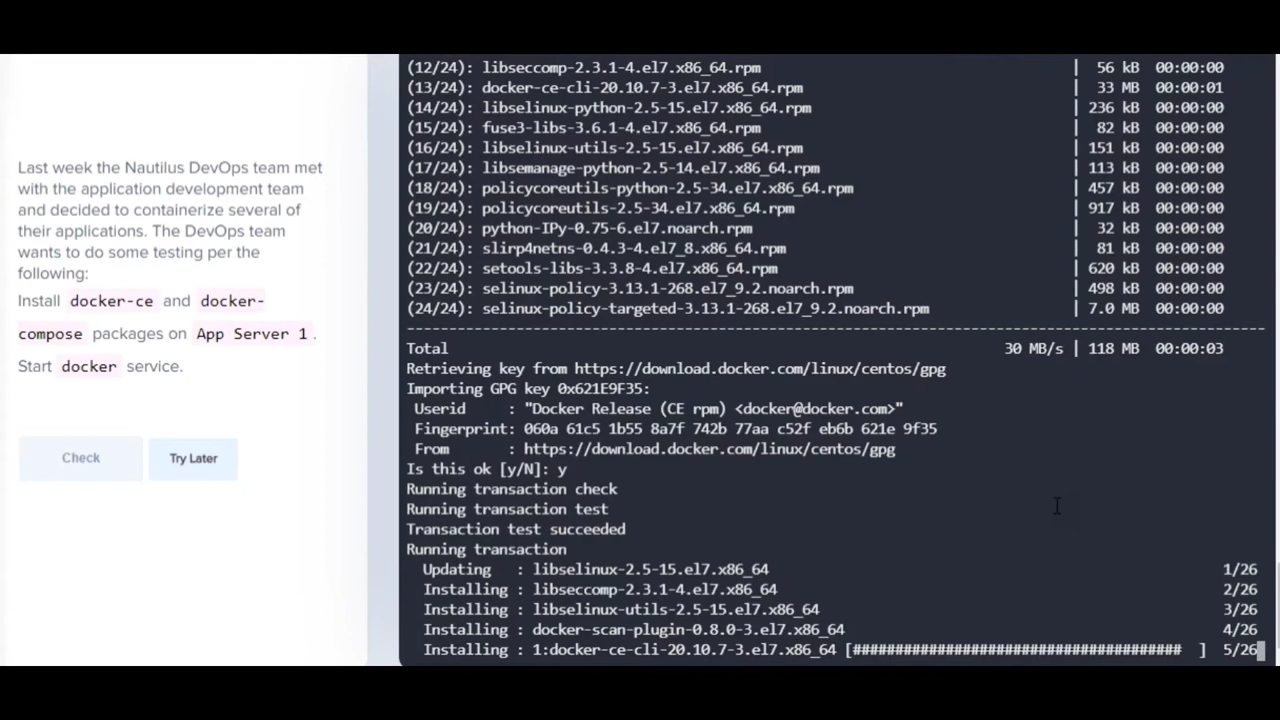 Last week the Nautilus DevOps team met
with the application development team
and decided to containerize several of
their applications. The DevOps team
wants to do some testing per the
following:
Install docker-ce and docker-
compose packages on App Server 1.
Start docker service.
Check Try Later
(12/24): libseccomp-2.3.1-4.el7.x86_64.rpm | 56 kB 00:00:00
(13/24): docker-ce-cli-20.10.7-3.el7.x86_64.rpm | 33 MB 00:00:01
(14/24): libselinux-python-2.5-15.el7.x86_64.rpm | 236 kB 00:00:00
(15/24): fuse3-libs-3.6.1-4.el7.x86_64.rpm | 82 kB 00:00:00
(16/24): libselinux-utils-2.5-15.el7.x86_64.rpm | 151 kB 00:00:00
(17/24): libsemanage-python-2.5-14.el7.x86_64.rpm | 113 kB 00:00:00
(18/24): policycoreutils-python-2.5-34.el7.x86_64.rpm | 457 kB 00:00:00
(19/24): policycoreutils-2.5-34.el7.x86_64.rpm | 917 kB 00:00:00
(20/24): python-IPy-0.75-6.el7.noarch.rpm | 32 kB 00:00:00
(21/24): slirp4netns-0.4.3-4.el7_8.x86_64.rpm | 81 kB 00:00:00
(22/24): setools-libs-3.3.8-4.el7.x86_64.rpm | 620 kB 00:00:00
(23/24): selinux-policy-3.13.1-268.el7_9.2.noarch.rpm | 498 kB 00:00:00
(24/24): selinux-policy-targeted-3.13.1-268.el7_9.2.noarch.rpm | 7.0 MB 00:00:00
------------------------------------------------------------------------------------------------------
Total 30 MB/s | 118 MB 00:00:03
Retrieving key from https://download.docker.com/linux/centos/gpg
Importing GPG key 0x621E9F35:
Userid : "Docker Release (CE rpm) <docker@docker.com>"
Fingerprint: 060a 61c5 1b55 8a7f 742b 77aa c52f eb6b 621e 9f35
From : https://download.docker.com/linux/centos/gpg
Is this ok [y/N]: y
Running transaction check
Running transaction test
Transaction test succeeded
Running transaction
Updating : libselinux-2.5-15.el7.x86_64 1/26
Installing : libseccomp-2.3.1-4.el7.x86_64 2/26
Installing : libselinux-utils-2.5-15.el7.x86_64 3/26
Installing : docker-scan-plugin-0.8.0-3.el7.x86_64 4/26
Installing : 1:docker-ce-cli-20.10.7-3.el7.x86_64 [####################################### ] 5/26